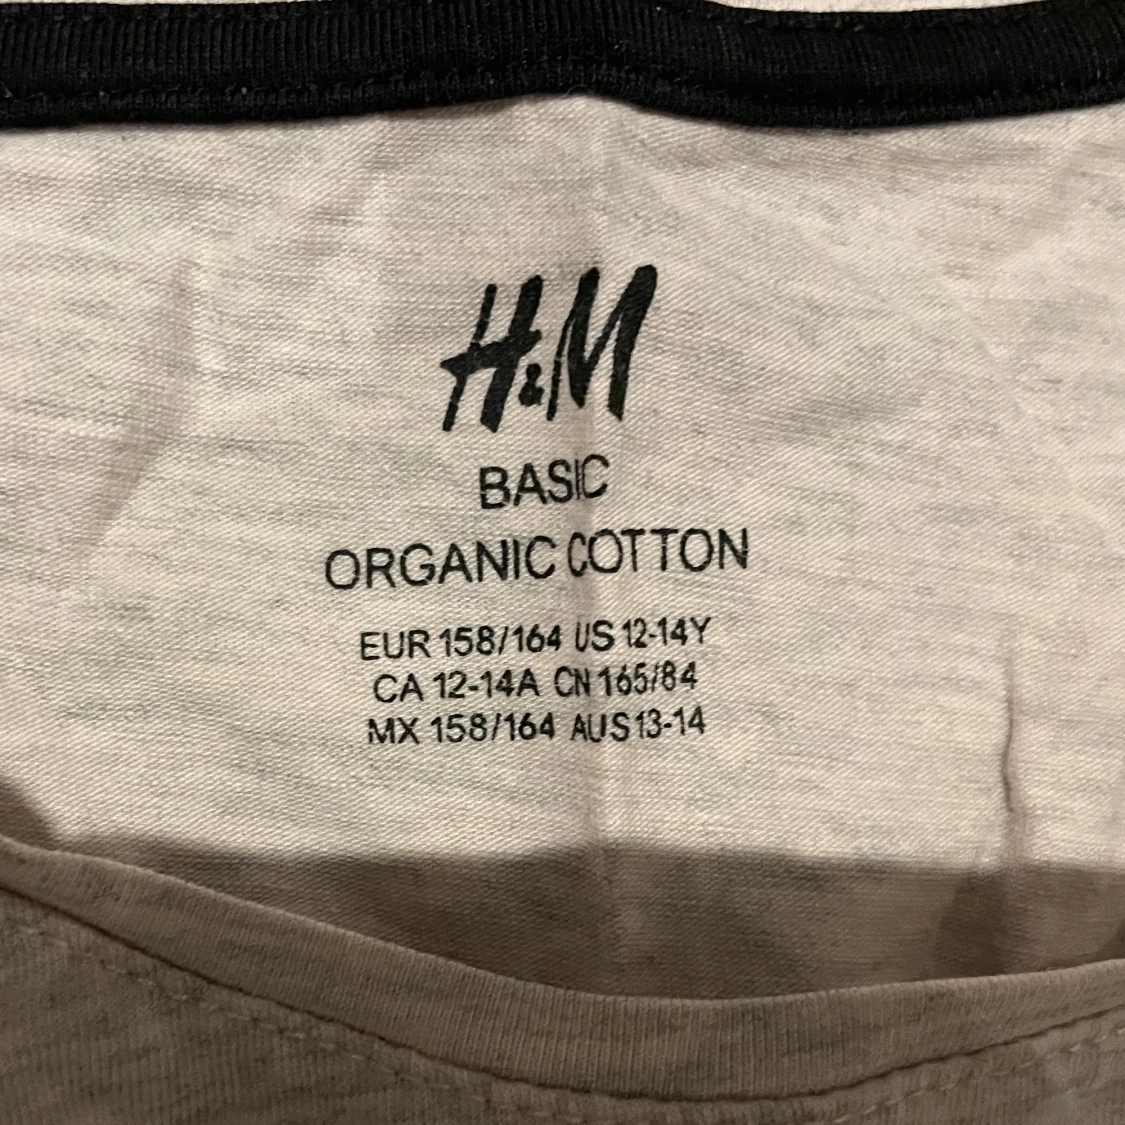 H&M
BASIC
ORGANIC COTTON
EUR 158/164 US 12-14Y
CA 12-14A CN 165/84
MX 158/164 AUS 13-14